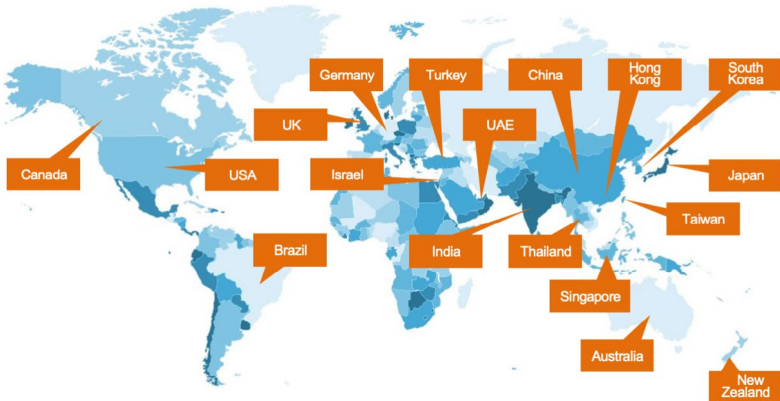 Germany
Turkey
China
Hong
Kong
South
Korea
UK
UAE
Canada
USA
Israel
Japan
Taiwan
Brazil
India
Thailand
Singapore
Australia
New
Zealand